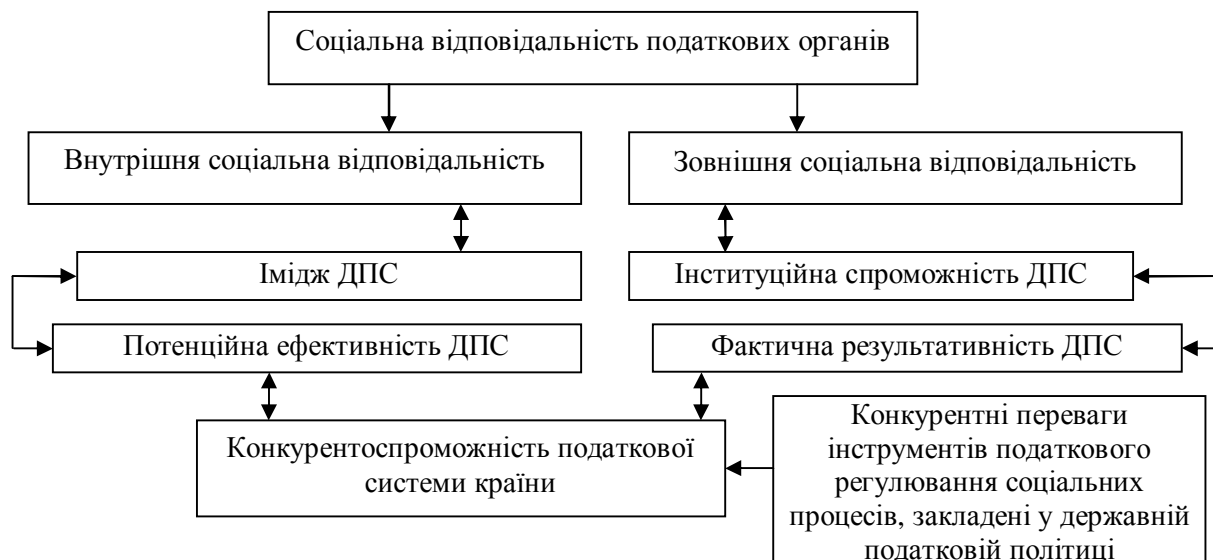 Соціальна відповідальність податкових органів
Внутрішня соціальна відповідальність
Зовнішня соціальна відповідальність
Імідж ДПС
Інституційна спроможність ДПС
Потенційна ефективність ДПС
Фактична результативність ДПС
Конкурентоспроможність податкової
системи країни
Конкурентні переваги
інструментів податкового
регулювання соціальних
процесів, закладені у державній
податковій політиці